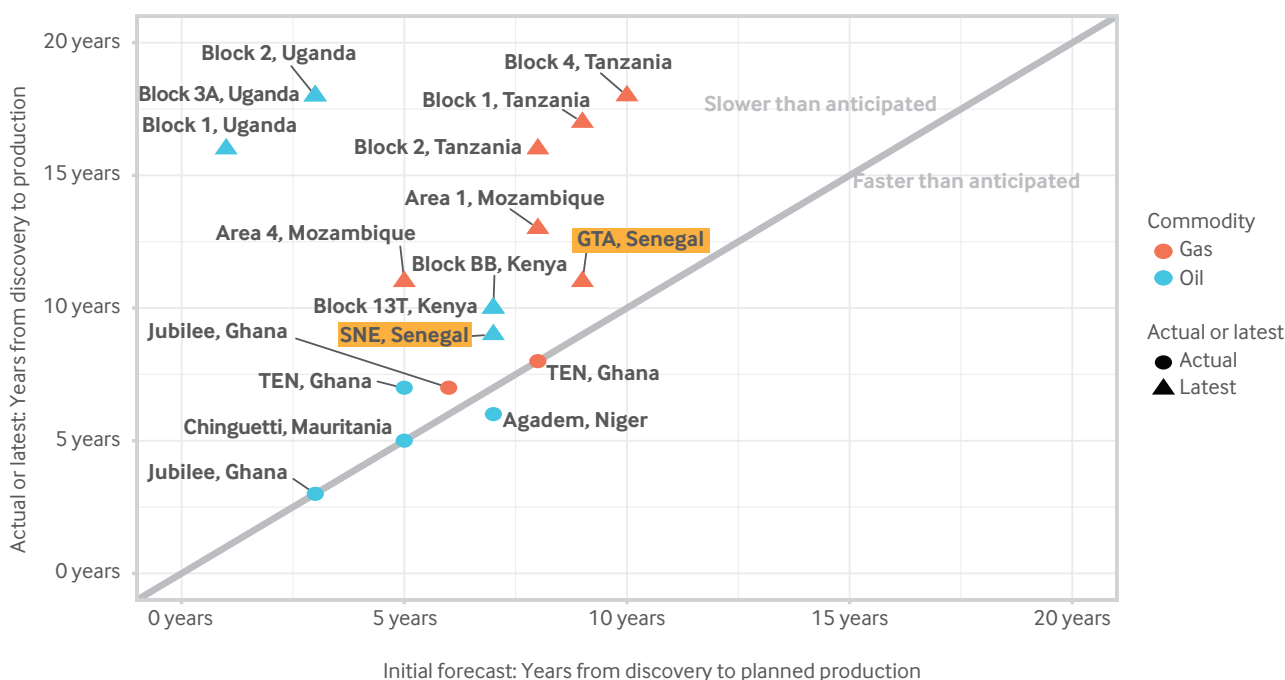 20 years
Block 2, Uganda
Block 4, Tanzania
Block 3A, Uganda
Block 1, Tanzania
Slower than anticipated
Block 1, Uganda
Block 2, Tanzania
15 years
Faster than anticipated
Area 1, Mozambique
Area 4, Mozambique
GTA, Senegal
Block BB, Kenya
10 years
Block 13T, Kenya
Jubilee, Ghana
SNE, Senegal
TEN, Ghana
TEN, Ghana
Chinguetti, Mauritania
Agadem, Niger
5 years
Jubilee, Ghana
0 years
0 years
5 years
10 years
15 years
20 years
Actual or latest: Years from discovery to production
Initial forecast: Years from discovery to planned production
Commodity
Gas
Oil
Actual or latest
Actual
Latest